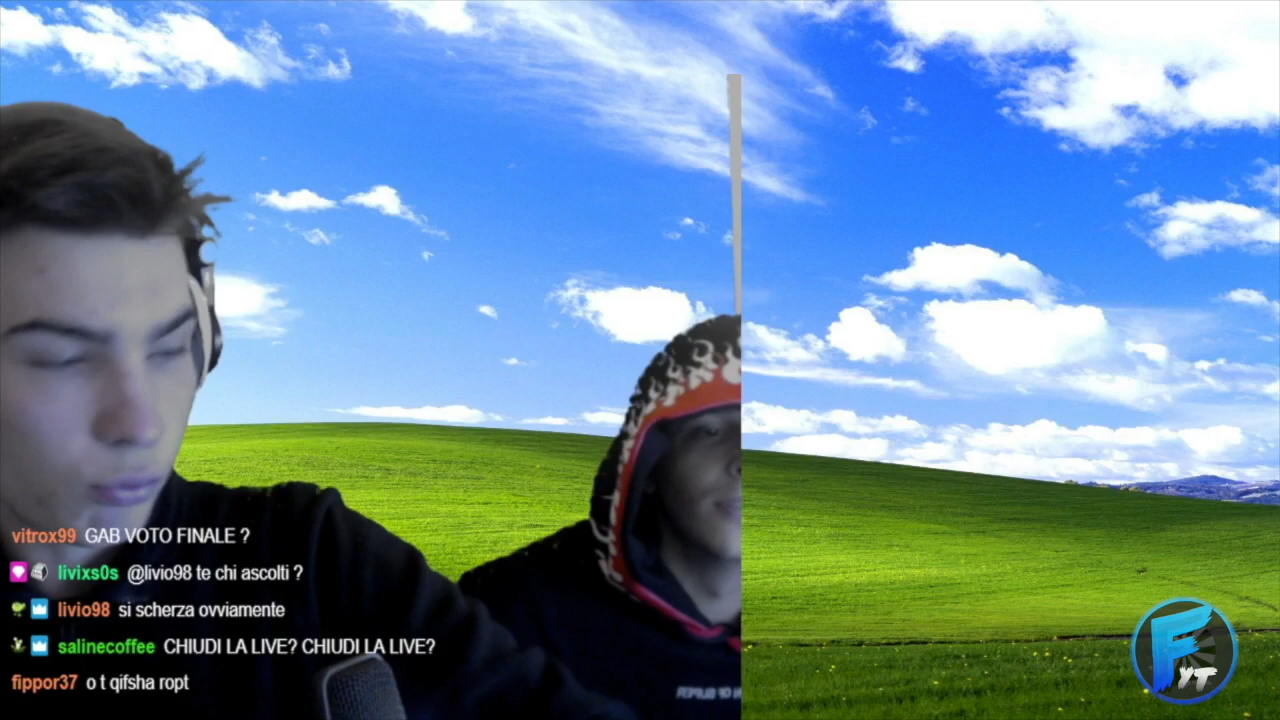 vitrox99 GAB VOTO FINALE ?
livixs0s @livio98 te chi ascolti ?
livio98 si scherza ovviamente
salinecoffee CHIUDI LA LIVE? CHIUDI LA LIVE?
fippor37 o t qifsha ropt
FYT